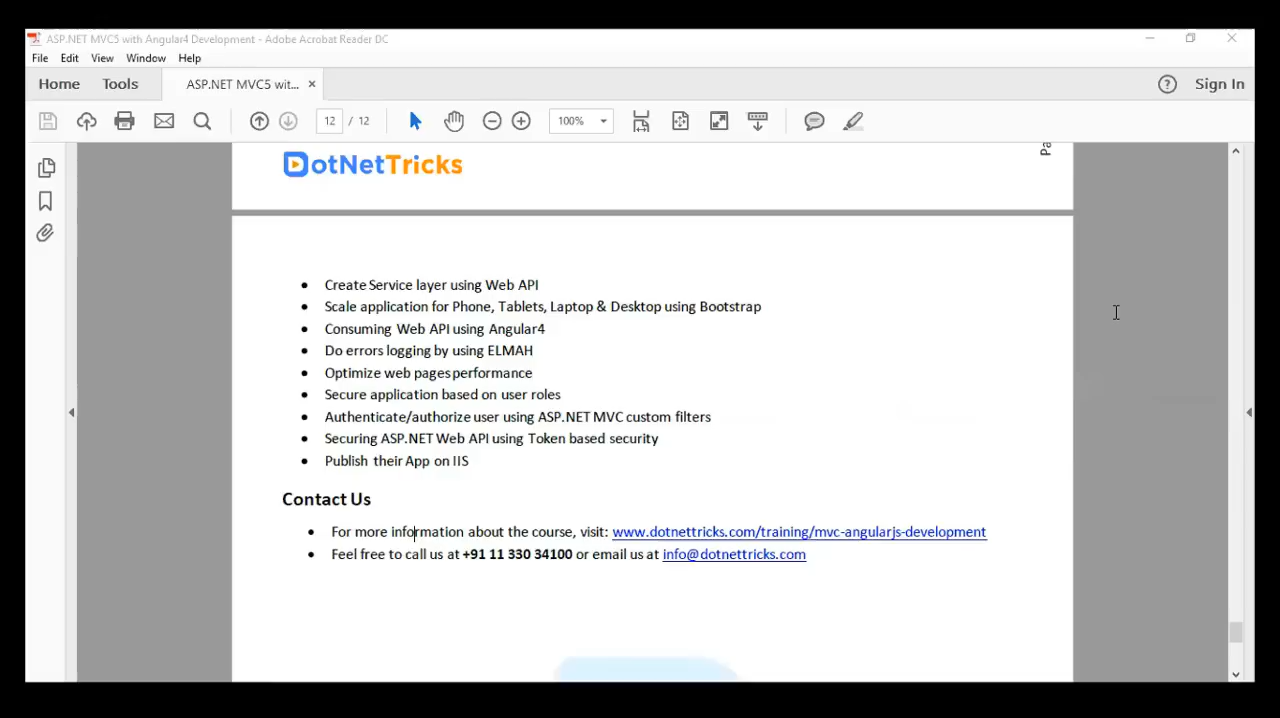 ASP.NET MVC5 with Angular4 Development - Adobe Acrobat Reader DC
File Edit View Window Help
Home Tools ASP.NET MVC5 wit... × Sign In
12 / 12 100%
Pa
DotNetTricks
• Create Service layer using Web API
• Scale application for Phone, Tablets, Laptop & Desktop using Bootstrap
• Consuming Web API using Angular4
• Do errors logging by using ELMAH
• Optimize web pages performance
• Secure application based on user roles
• Authenticate/authorize user using ASP.NET MVC custom filters
• Securing ASP.NET Web API using Token based security
• Publish their App on IIS
Contact Us
• For more information about the course, visit: www.dotnettricks.com/training/mvc-angularjs-development
• Feel free to call us at +91 11 330 34100 or email us at info@dotnettricks.com